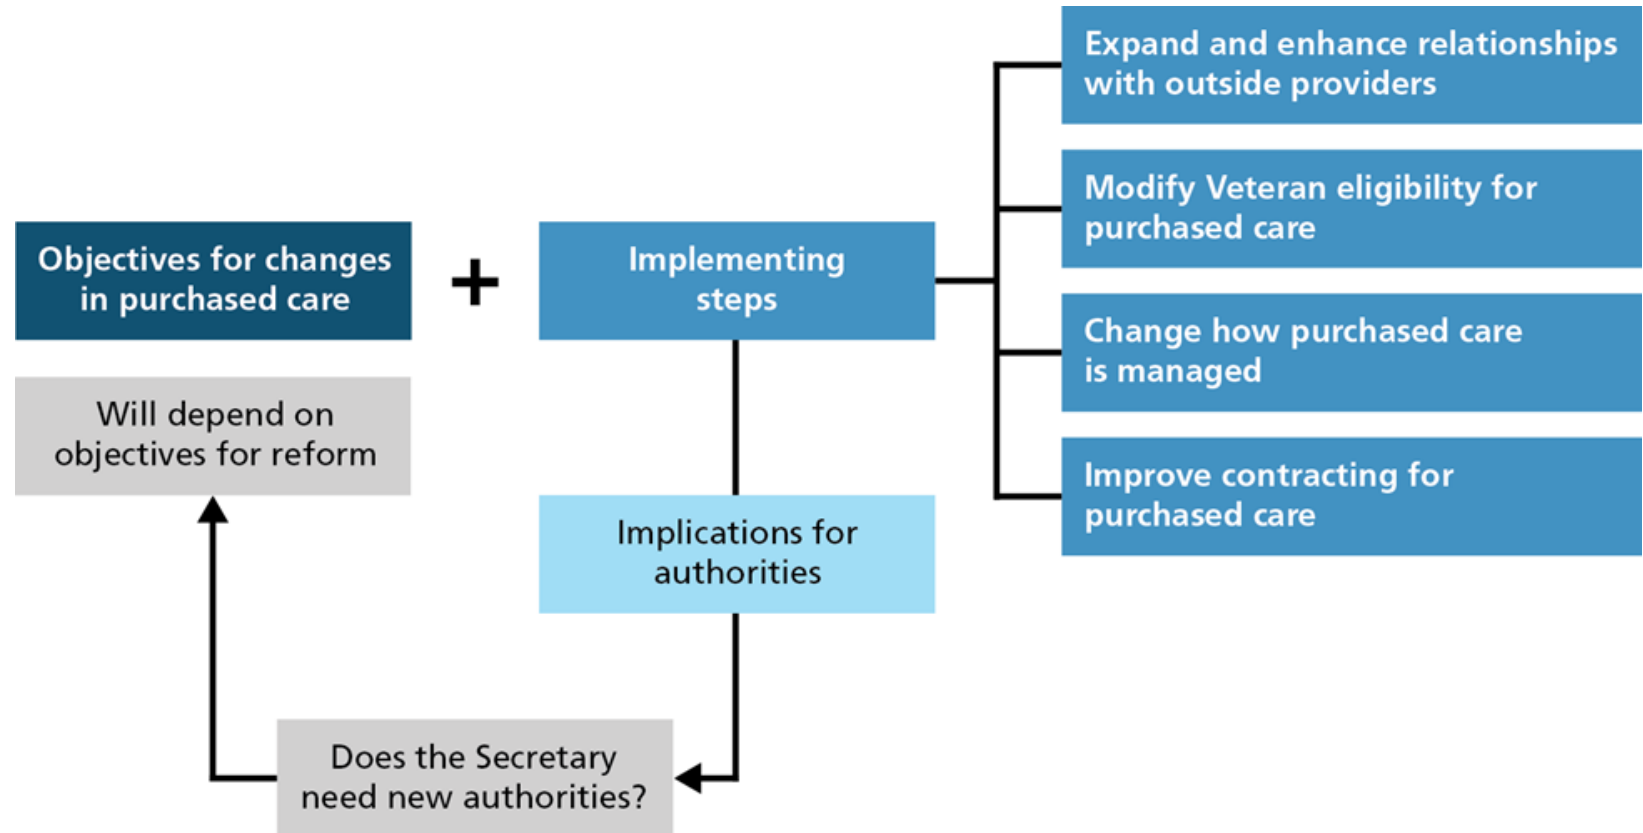 Objectives for changes
in purchased care
+
Implementing
steps
Expand and enhance relationships
with outside providers
Modify Veteran eligibility for
purchased care
Change how purchased care
is managed
Improve contracting for
purchased care
Will depend on
objectives for reform
Implications for
authorities
Does the Secretary
need new authorities?